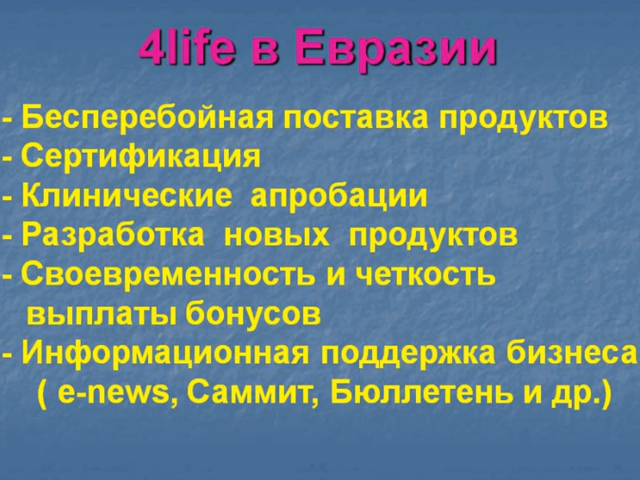 4life в Евразии
- Бесперебойная поставка продуктов
- Сертификация
- Клинические апробации
- Разработка новых продуктов
- Своевременность и четкость
выплаты бонусов
- Информационная поддержка бизнеса
( e-news, Саммит, Бюллетень и др.)